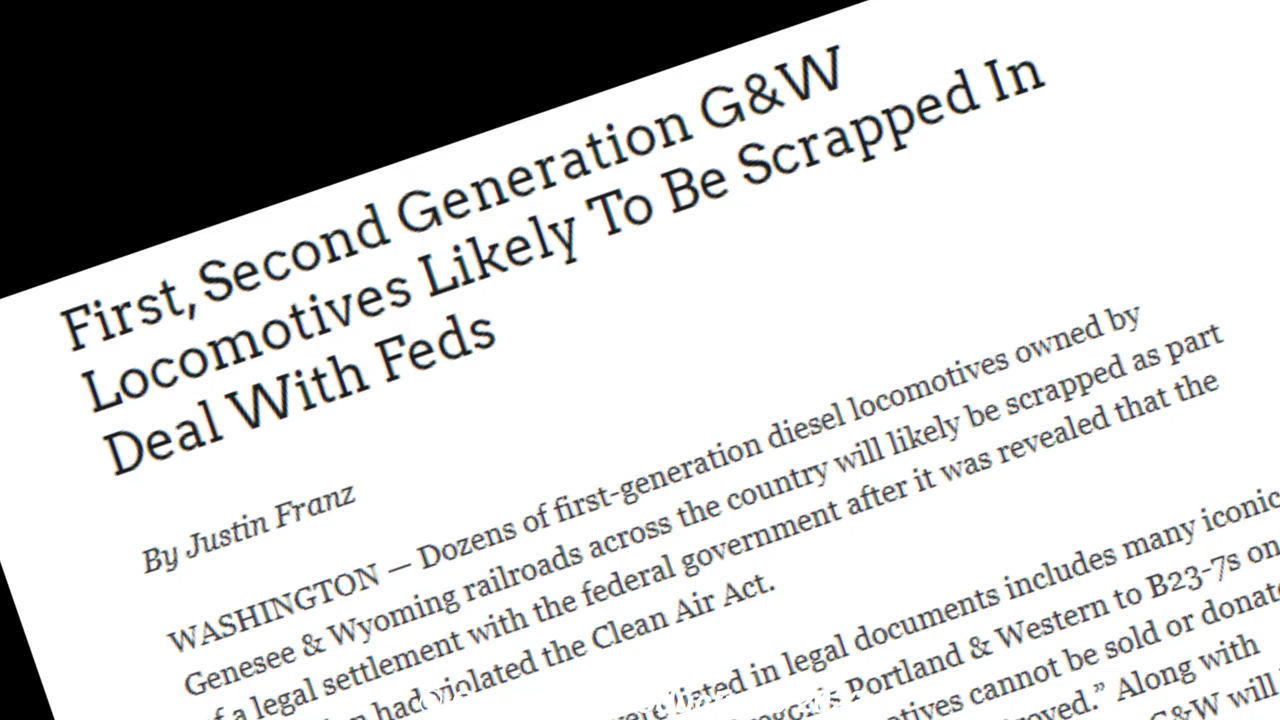 First, Second Generation G&W
Locomotives Likely To Be Scrapped In
Deal With Feds
By Justin Franz
WASHINGTON — Dozens of first-generation diesel locomotives owned by
Genesee & Wyoming railroads across the country will likely be scrapped as part
of a legal settlement with the federal government after it was revealed that the
had violated the Clean Air Act.
listed in legal documents includes many iconic
Portland & Western to B23-7s on
cannot be sold or donate
." Along with
G&W will